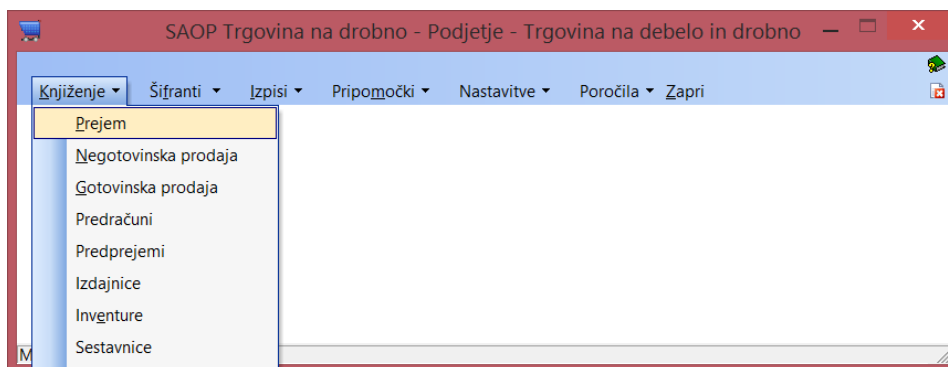 SAOP Trgovina na drobno - Podjetje - Trgovina na debelo in drobno
Knjiženje Šifranti Izpisi Pripomočki Nastavitve Poročila Zapri
Prejem
Negotovinska prodaja
Gotovinska prodaja
Predračuni
Predprejemi
Izdajnice
Inventure
Sestavnice